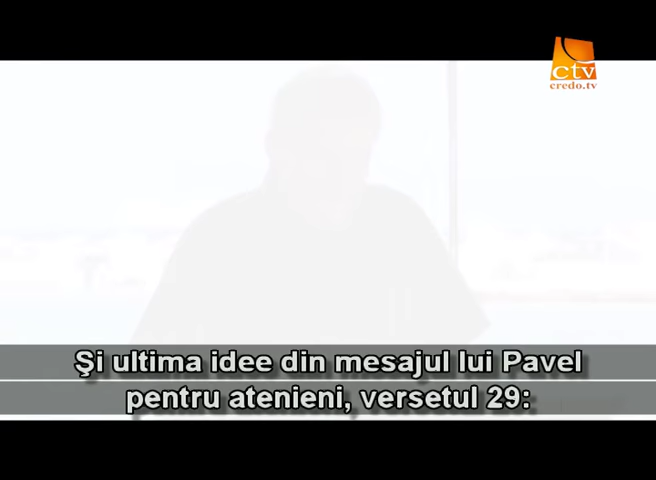 ctv
credo.tv
Şi ultima idee din mesajul lui Pavel
pentru atenieni, versetul 29: